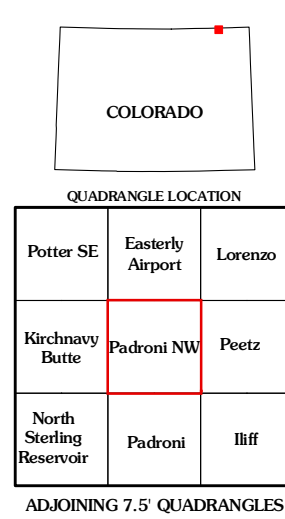 COLORADO
QUADRANGLE LOCATION
Potter SE
Easterly
Airport
Lorenzo
Kirchnavy
Butte
Padroni NW
Peetz
North
Sterling
Reservoir
Padroni
Iliff
ADJOINING 7.5' QUADRANGLES